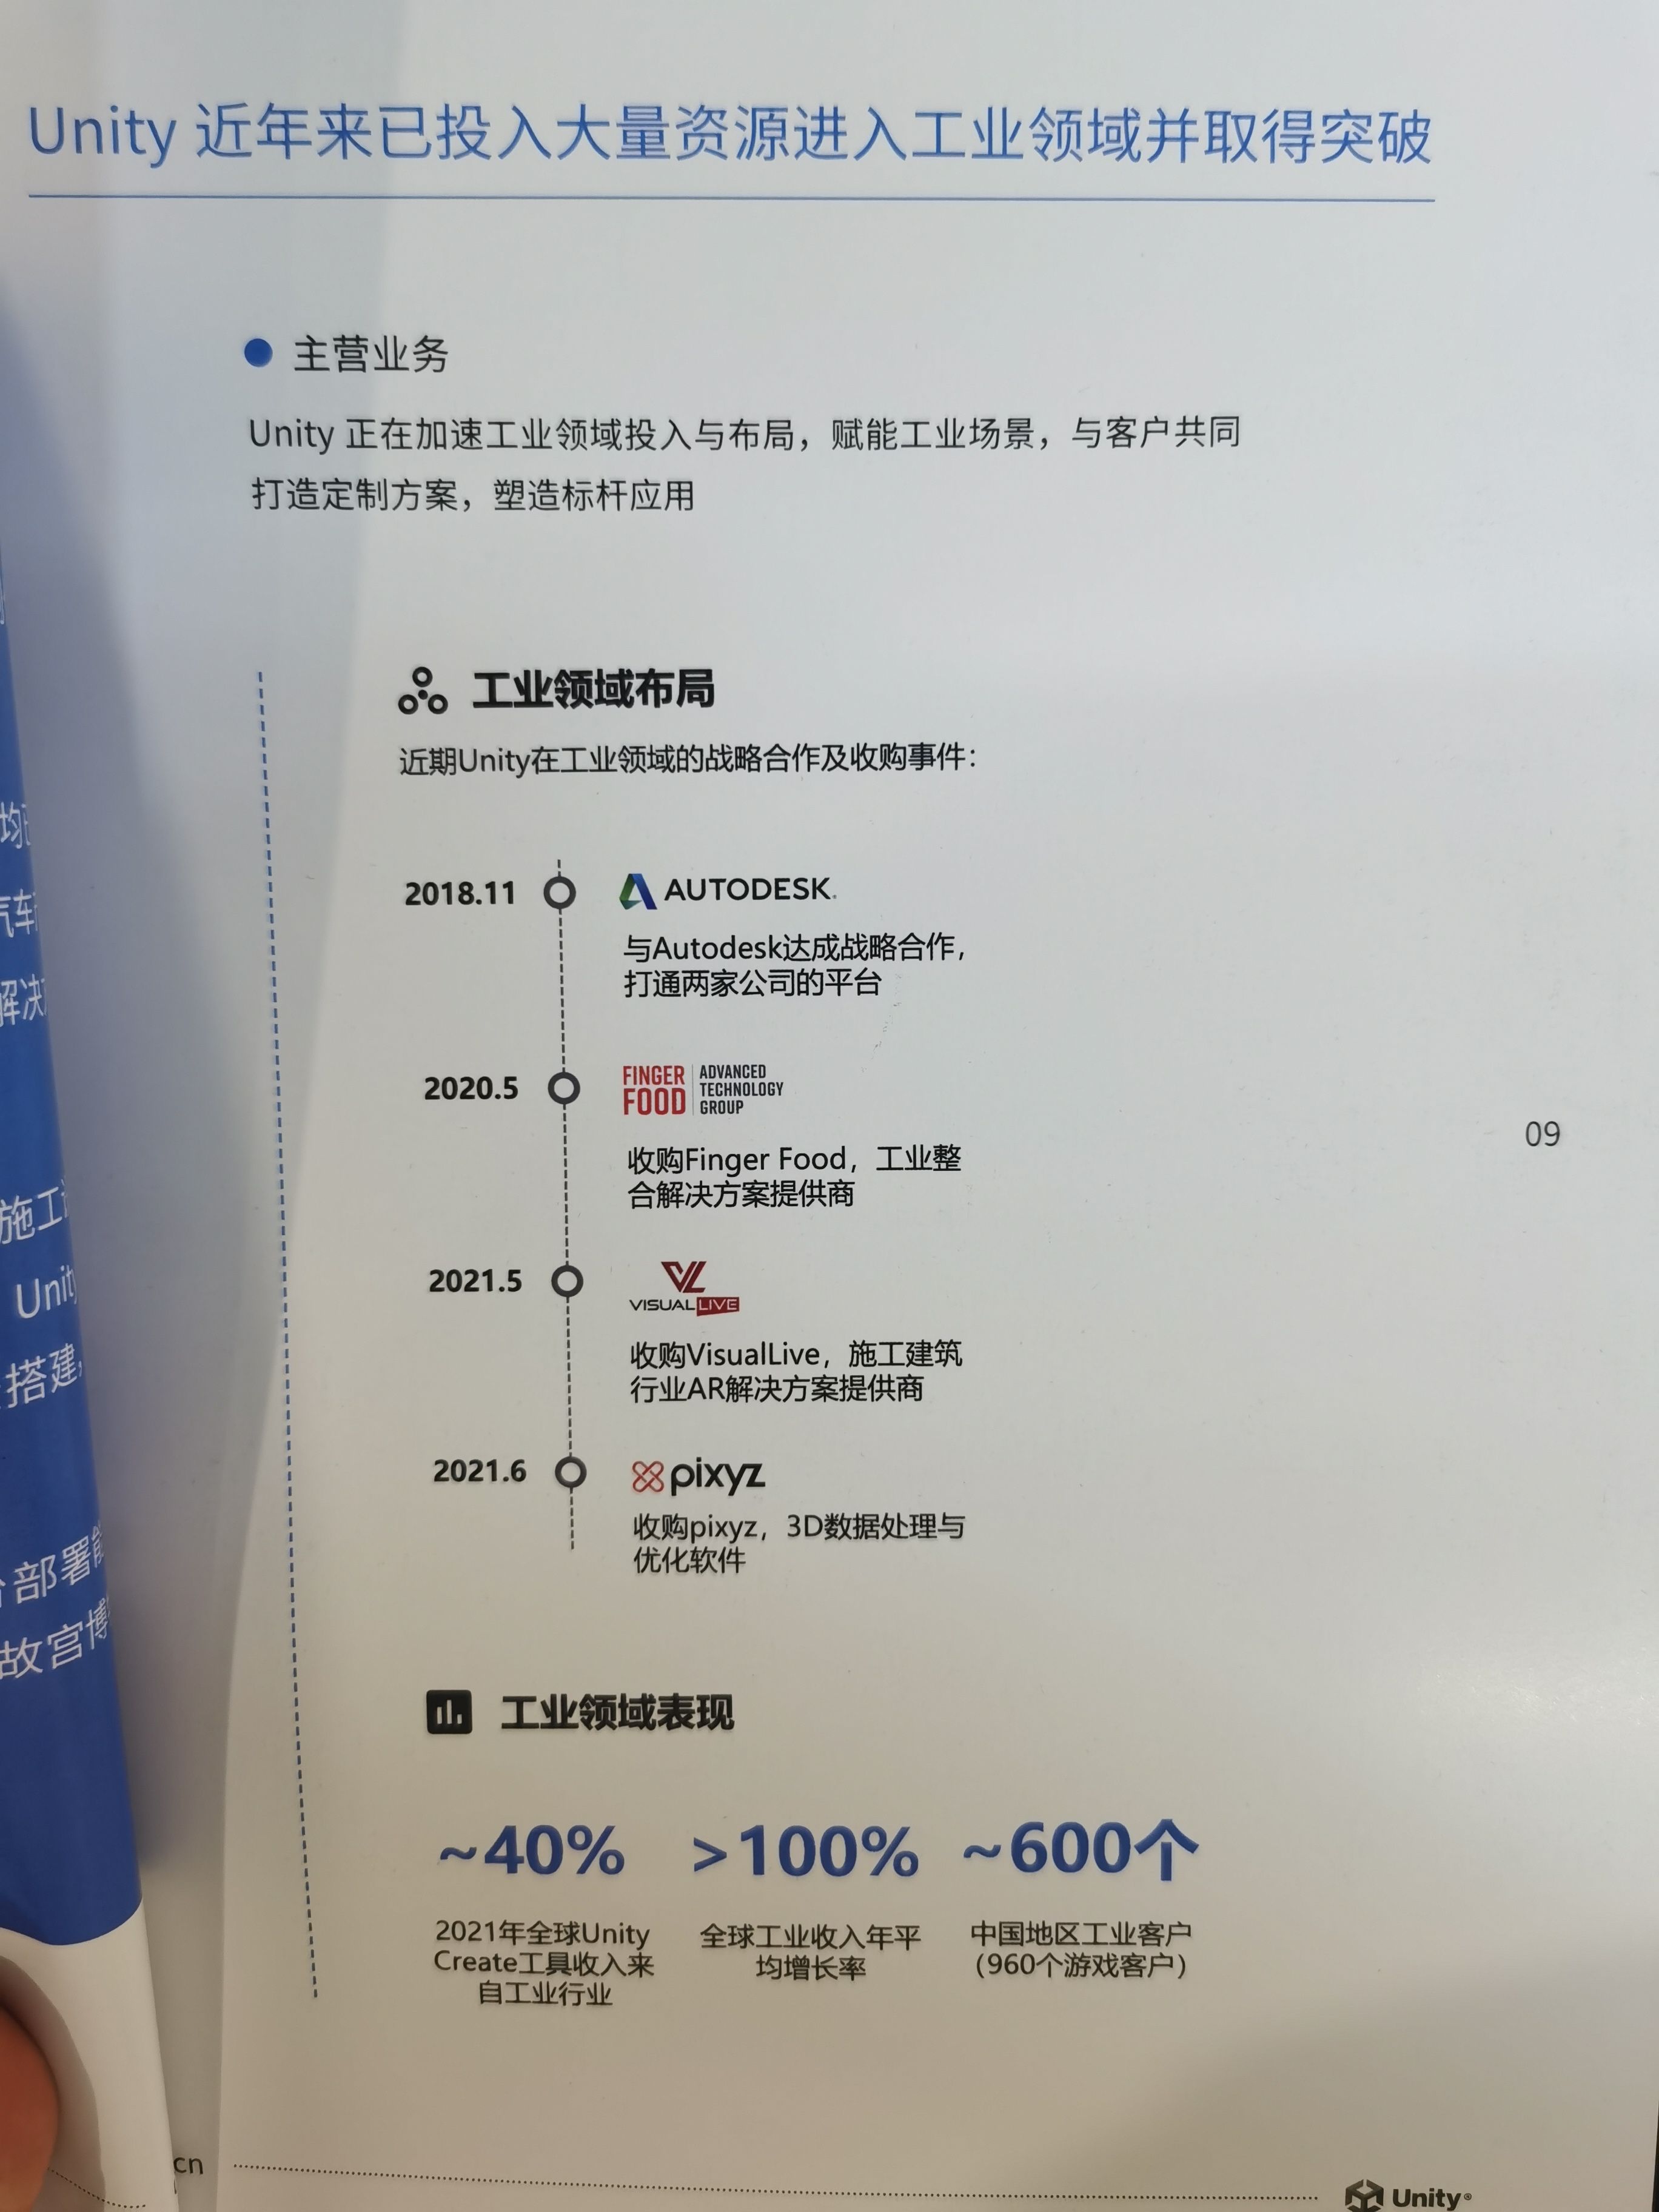 Unity 近年来已投入大量资源进入工业领域并取得突破
主营业务
Unity 正在加速工业领域投入与布局，赋能工业场景，与客户共同
打造定制方案，塑造标杆应用
工业领域布局
近期Unity在工业领域的战略合作及收购事件：
2018.11
AUTODESK.
与Autodesk达成战略合作，
打通两家公司的平台
2020.5
FINGER FOOD
ADVANCED
TECHNOLOGY
GROUP
收购Finger Food，工业整
合解决方案提供商
09
2021.5
VL
VISUAL LIVE
收购VisualLive，施工建筑
行业AR解决方案提供商
2021.6
pixyz
收购pixyz，3D数据处理与
优化软件
工业领域表现
~40%
2021年全球Unity
Create工具收入来
自工业行业
>100%
全球工业收入年平
均增长率
~600个
中国地区工业客户
（960个游戏客户）
施工
Unity
搭建，
部署
故宫博
cn
Unity®